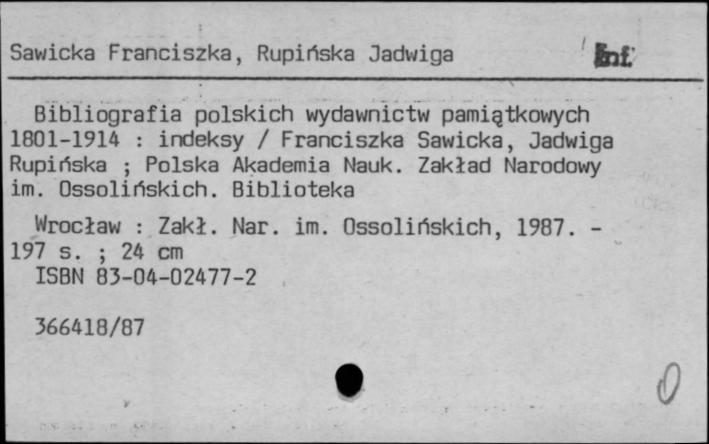 Sawicka Franciszka, Rupińska Jadwiga
Inf.
Bibliografia polskich wydawnictw pamiątkowych
1801-1914 : indeksy / Franciszka Sawicka, Jadwiga
Rupińska ; Polska Akademia Nauk. Zakład Narodowy
im. Ossolińskich. Biblioteka
Wrocław : Zakł. Nar. im. Ossolińskich, 1987. -
197 s. ; 24 cm
ISBN 83-04-02477-2
366418/87
0